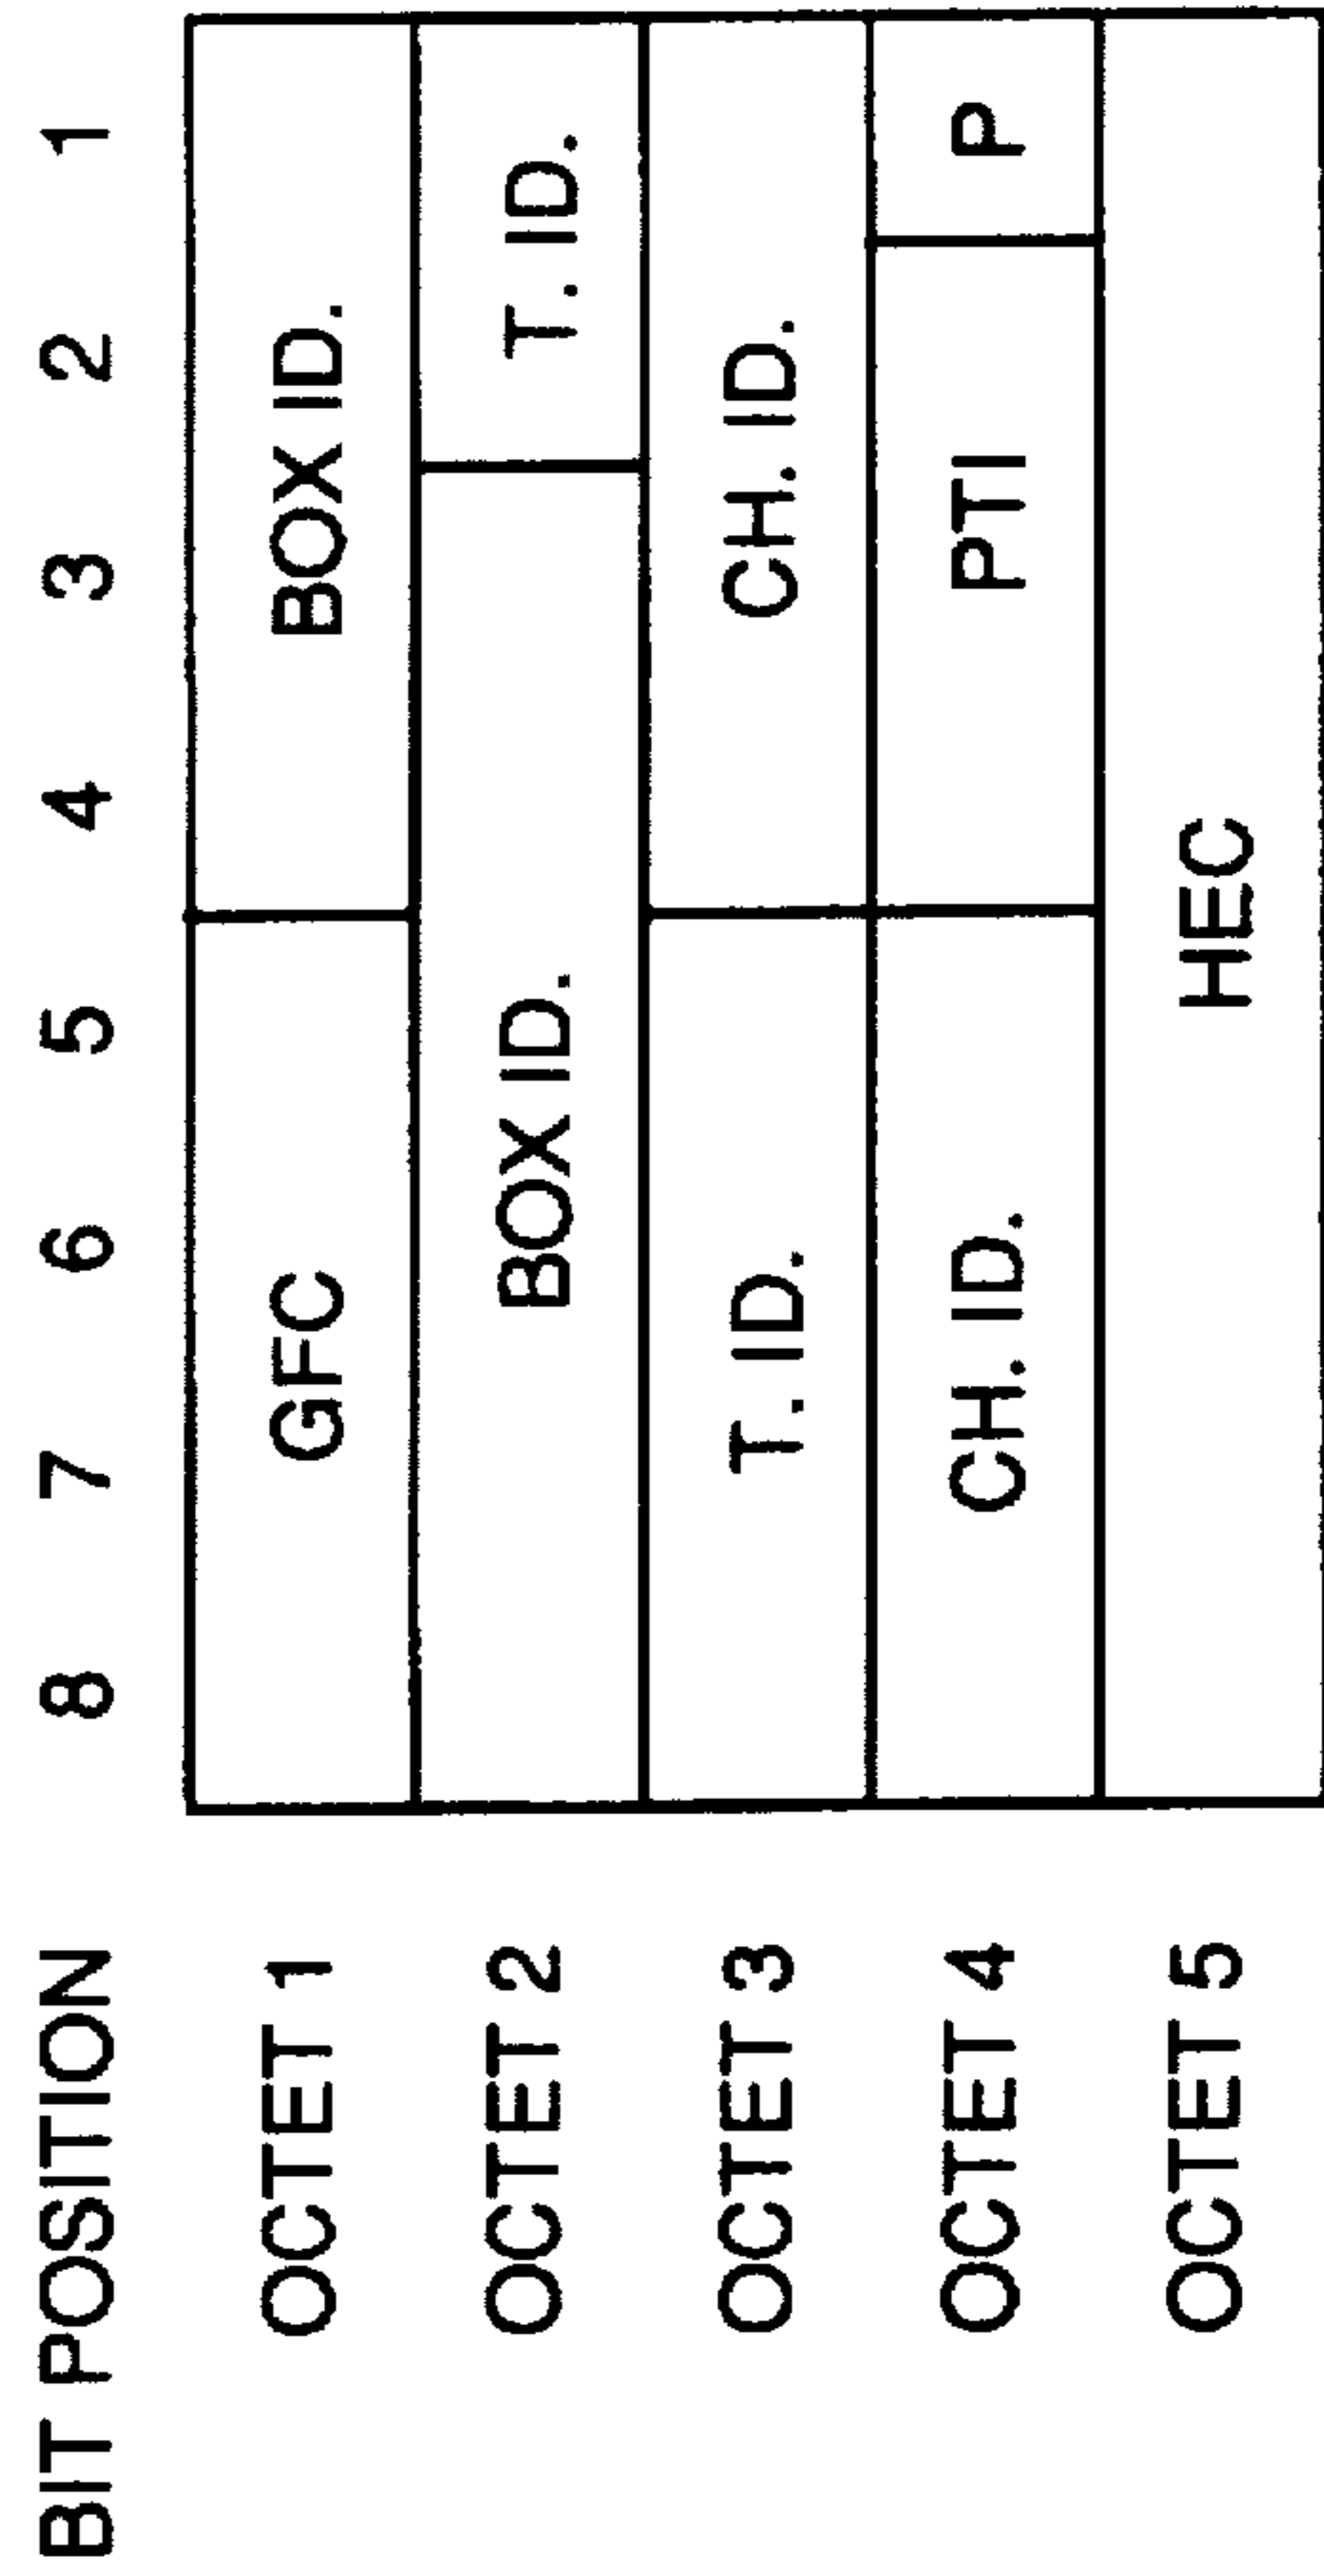 BIT POSITION 8 7 6 5 4 3 2 1
OCTET 1 GFC BOX ID.
OCTET 2 BOX ID. T. ID.
OCTET 3 T. ID. CH. ID.
OCTET 4 CH. ID. PTI P
OCTET 5 HEC